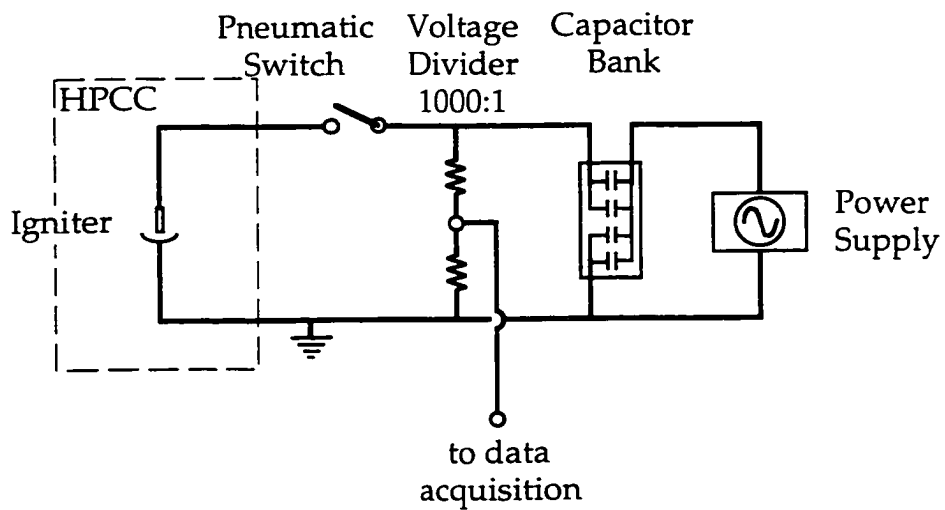 Pneumatic
Switch
Voltage
Divider
1000:1
Capacitor
Bank
HPCC
Igniter
Power
Supply
to data
acquisition